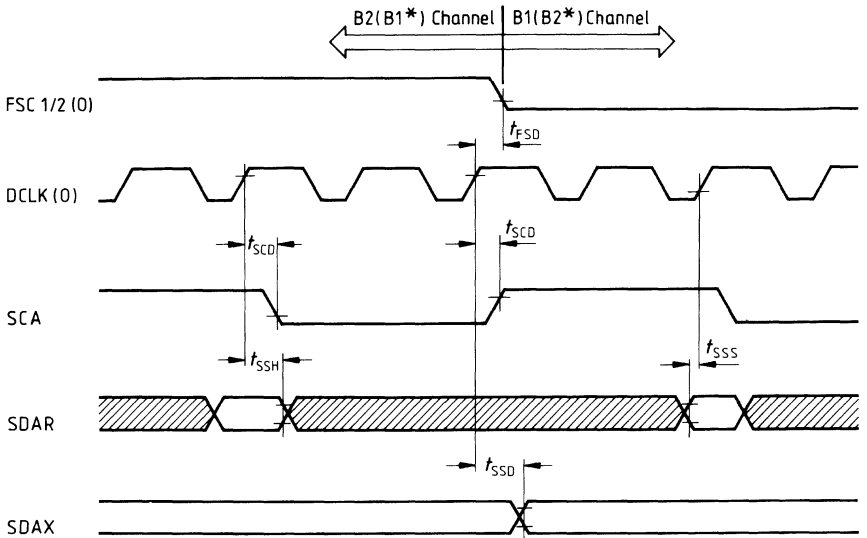 B2(B1*) Channel B1(B2*) Channel
FSC 1/2 (O)
tFSD
DCLK (O)
tSCD tSCD
SCA
tSSH tSSS
SDAR
tSSD
SDAX